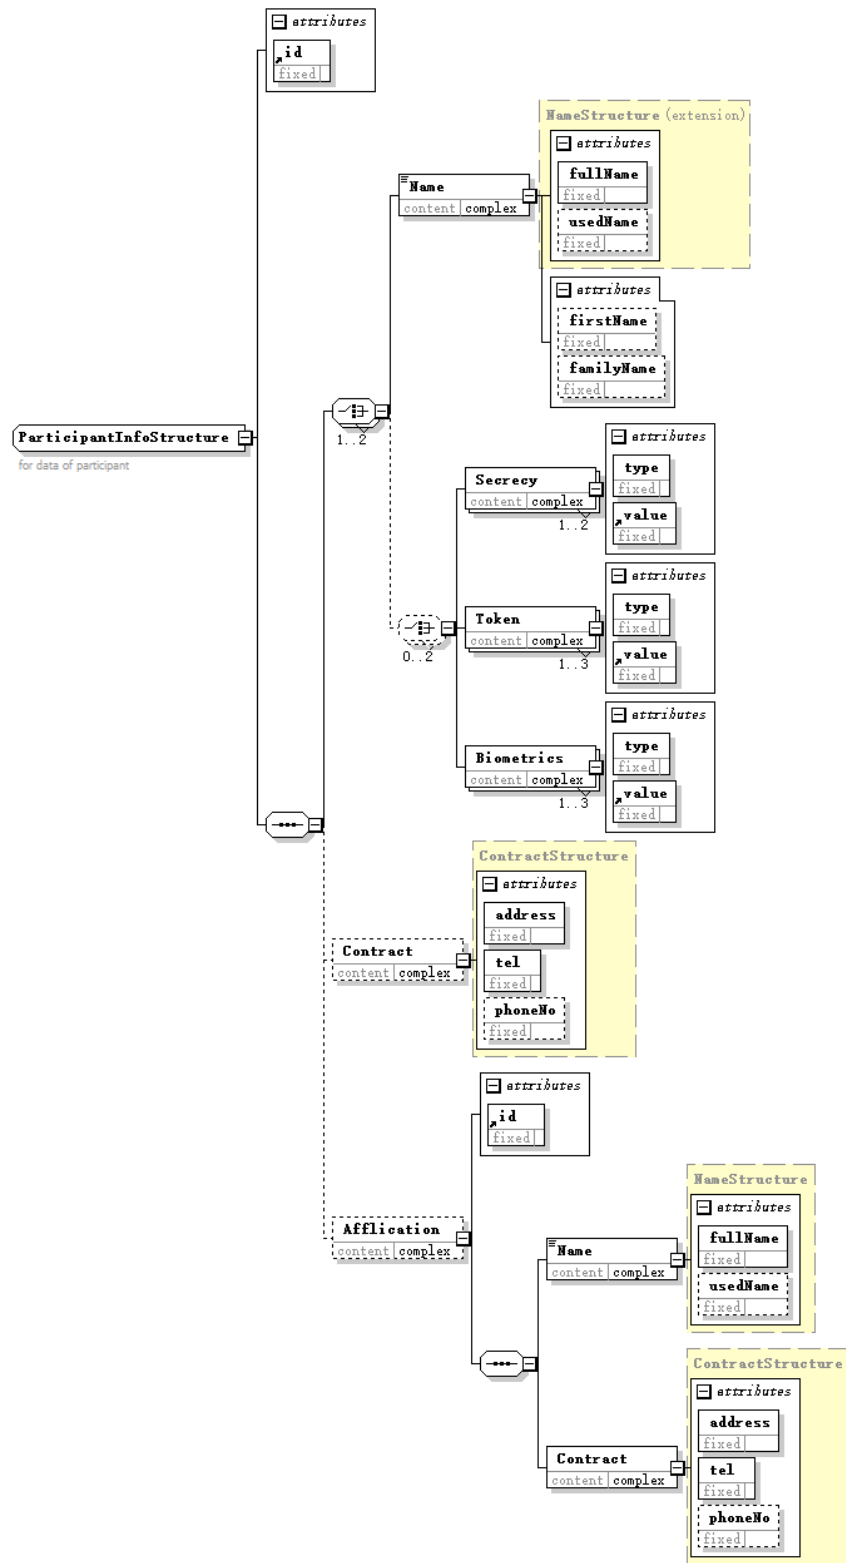 attributes
id
fixed
NameStructure (extension)
attributes
fullName
fixed
usedName
fixed
Name
content complex
attributes
firstName
fixed
familyName
fixed
1..2
ParticipantInfoStructure
for data of participant
attributes
type
fixed
value
fixed
Secrecy
content complex
1..2
attributes
type
fixed
value
fixed
Token
content complex
1..3
0..2
attributes
type
fixed
value
fixed
Biometrics
content complex
1..3
ContractStructure
attributes
address
fixed
tel
fixed
phoneNo
fixed
Contract
content complex
attributes
id
fixed
Afflication
content complex
NameStructure
attributes
fullName
fixed
usedName
fixed
Name
content complex
ContractStructure
attributes
address
fixed
tel
fixed
phoneNo
fixed
Contract
content complex